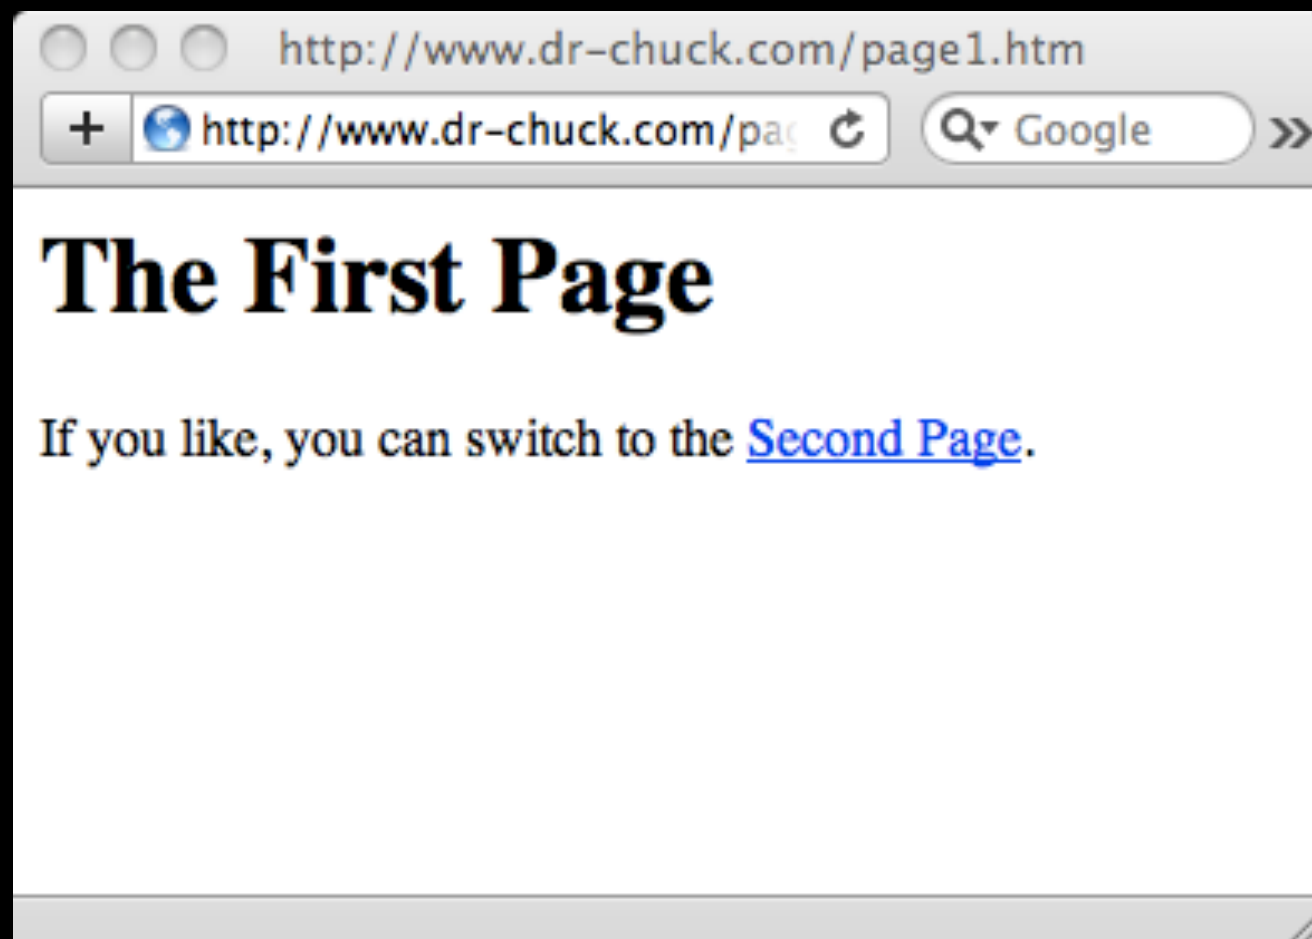 http://www.dr-chuck.com/page1.htm
+ http://www.dr-chuck.com/pag Google »
The First Page
If you like, you can switch to the Second Page.